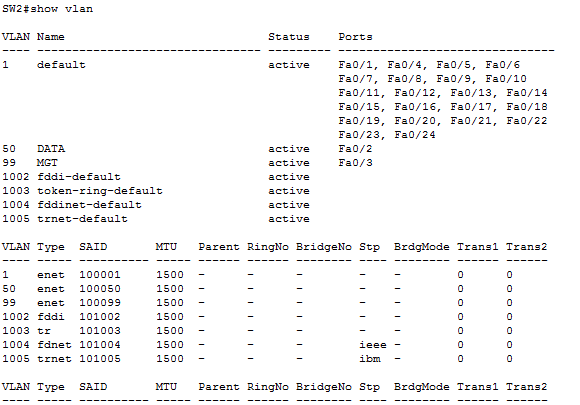 SW2#show vlan
VLAN Name                             Status    Ports
---- -------------------------------- --------- -------------------------------
1    default                          active    Fa0/1, Fa0/4, Fa0/5, Fa0/6
                                                Fa0/7, Fa0/8, Fa0/9, Fa0/10
                                                Fa0/11, Fa0/12, Fa0/13, Fa0/14
                                                Fa0/15, Fa0/16, Fa0/17, Fa0/18
                                                Fa0/19, Fa0/20, Fa0/21, Fa0/22
                                                Fa0/23, Fa0/24
50   DATA                             active    Fa0/2
99   MGT                              active    Fa0/3
1002 fddi-default                     active
1003 token-ring-default               active
1004 fddinet-default                  active
1005 trnet-default                    active
VLAN Type  SAID       MTU   Parent RingNo BridgeNo Stp  BrdgMode Trans1 Trans2
---- ----- ---------- ----- ------ ------ -------- ---- -------- ------ ------
1    enet  100001     1500  -      -      -        -    -        0      0
50   enet  100050     1500  -      -      -        -    -        0      0
99   enet  100099     1500  -      -      -        -    -        0      0
1002 fddi  101002     1500  -      -      -        -    -        0      0
1003 tr    101003     1500  -      -      -        -    -        0      0
1004 fdnet 101004     1500  -      -      -        ieee -        0      0
1005 trnet 101005     1500  -      -      -        ibm  -        0      0
VLAN Type  SAID       MTU   Parent RingNo BridgeNo Stp  BrdgMode Trans1 Trans2
---- ----- ---------- ----- ------ ------ -------- ---- -------- ------ ------